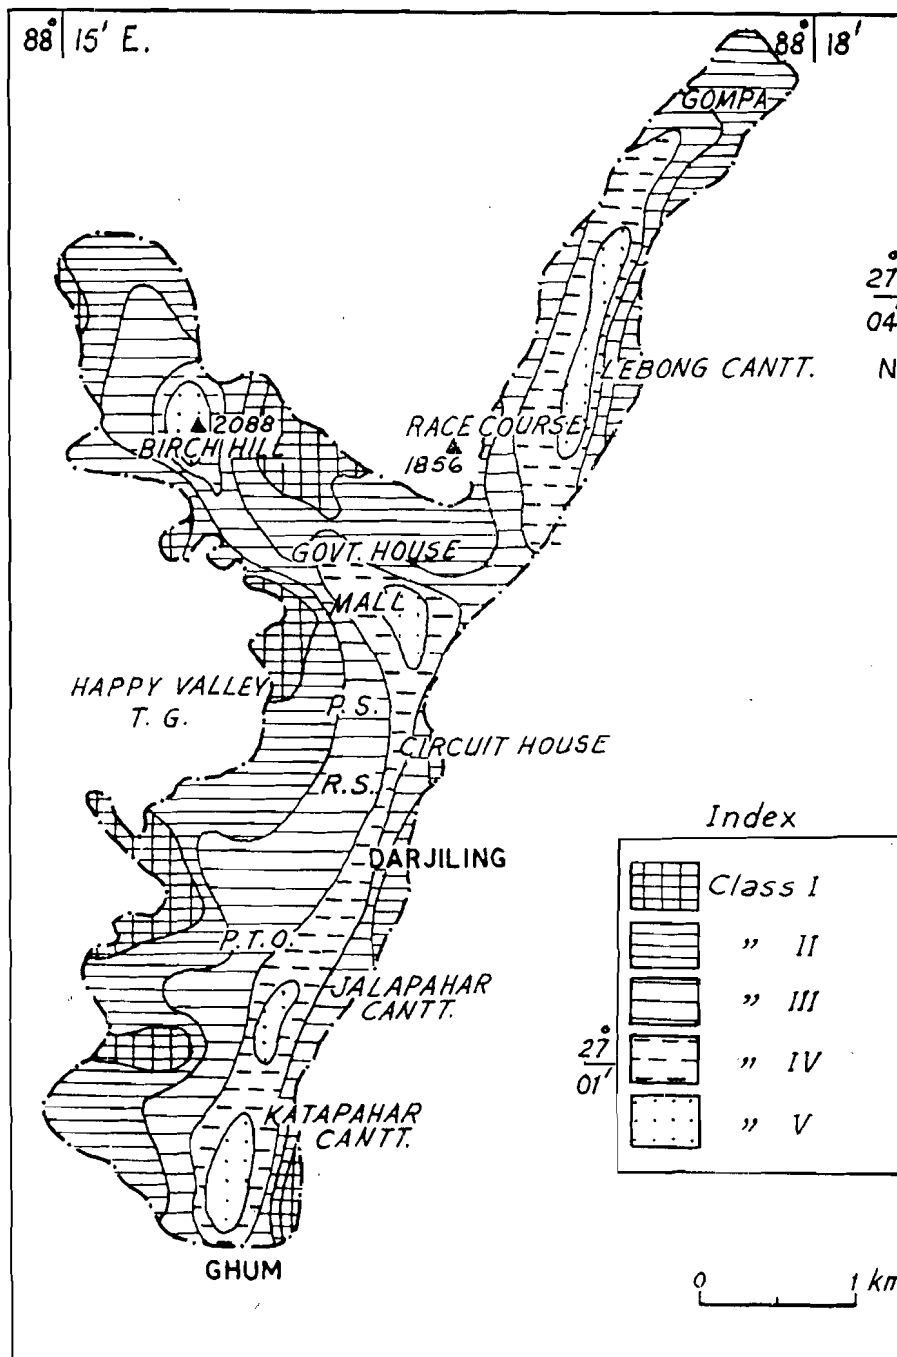 88° 15' E.
88° 18'
GOMPA
27°
04'
N
LEBONG CANTT.
2088
BIRCH HILL
RACE COURSE
1856
GOVT. HOUSE
MALL
HAPPY VALLEY
T. G.
P. S.
CIRCUIT HOUSE
R. S.
DARJILING
Index
Class I
" II
" III
" IV
" V
P.T.O.
JALAPAHAR
CANTT.
27°
01'
KATAPAHAR
CANTT.
GHUM
0 1 km